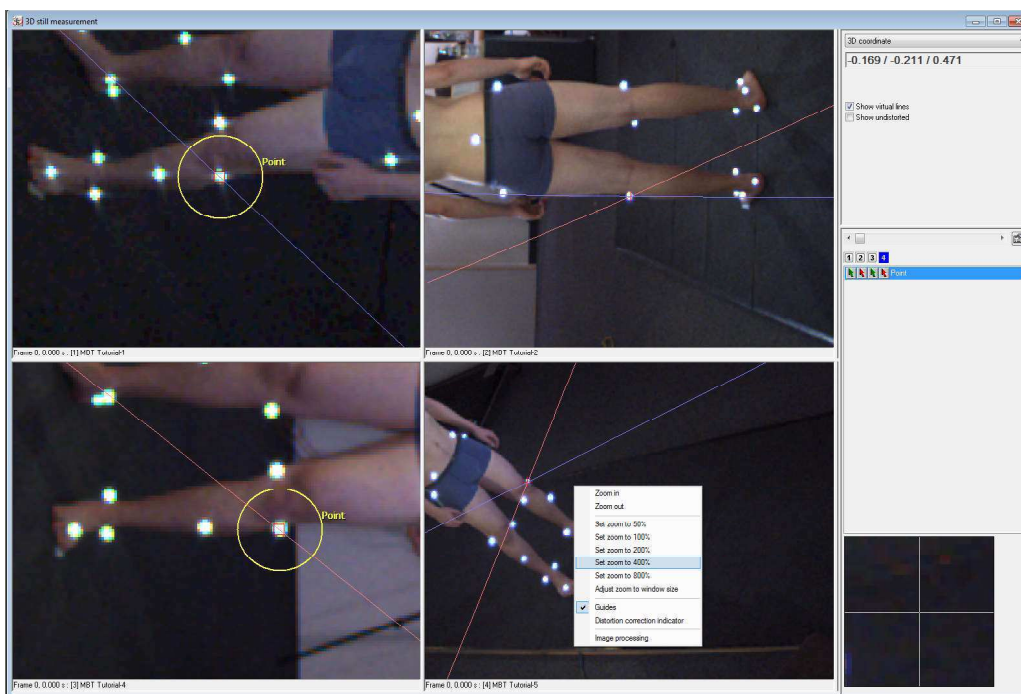 3D still measurement
3D coordinate
-0.169 / -0.211 / 0.471
Show virtual lines
Show undistorted
Point
Frame 0, 0.000 s : [1] MBT Tutorial-1
Frame 0, 0.000 s : [2] MBT Tutorial-2
1 2 3 4
Point
Point
Zoom in
Zoom out
Set zoom to 50%
Set zoom to 100%
Set zoom to 200%
Set zoom to 400%
Set zoom to 800%
Adjust zoom to window size
Guides
Distortion correction indicator
Image processing
Frame 0, 0.000 s : [3] MBT Tutorial-4
Frame 0, 0.000 s : [4] MBT Tutorial-5